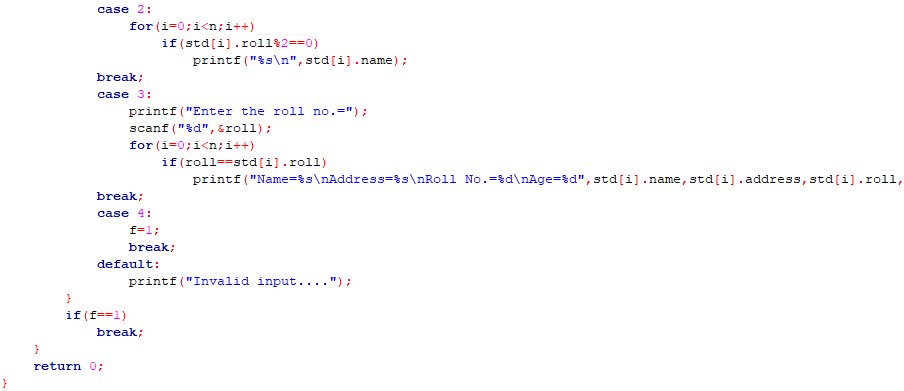 case 2:
for(i=0;i<n;i++)
if(std[i].roll%2==0)
printf("%s\n",std[i].name);
break;
case 3:
printf("Enter the roll no.=");
scanf("%d",&roll);
for(i=0;i<n;i++)
if(roll==std[i].roll)
printf("Name=%s\nAddress=%s\nRoll No.=%d\nAge=%d",std[i].name,std[i].address,std[i].roll,
break;
case 4:
f=1;
break;
default:
printf("Invalid input....");
}
if(f==1)
break;
}
return 0;
}